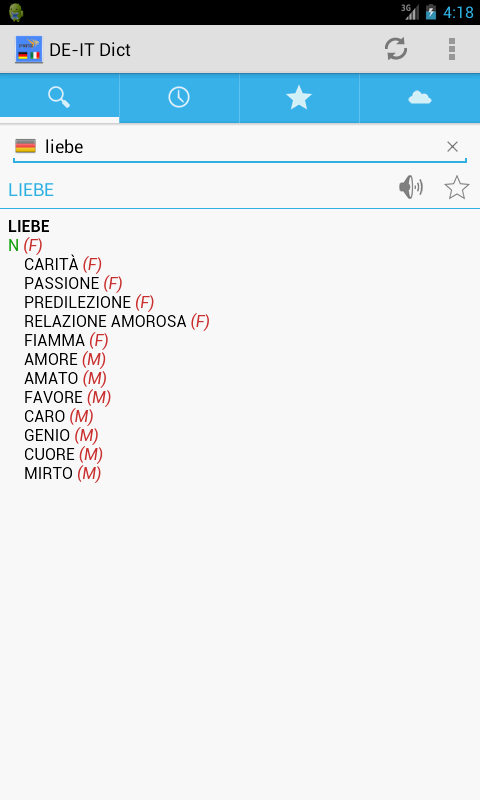 3G 4:18
DE-IT Dict
liebe
LIEBE
LIEBE
N (F)
CARITÀ (F)
PASSIONE (F)
PREDILEZIONE (F)
RELAZIONE AMOROSA (F)
FIAMMA (F)
AMORE (M)
AMATO (M)
FAVORE (M)
CARO (M)
GENIO (M)
CUORE (M)
MIRTO (M)